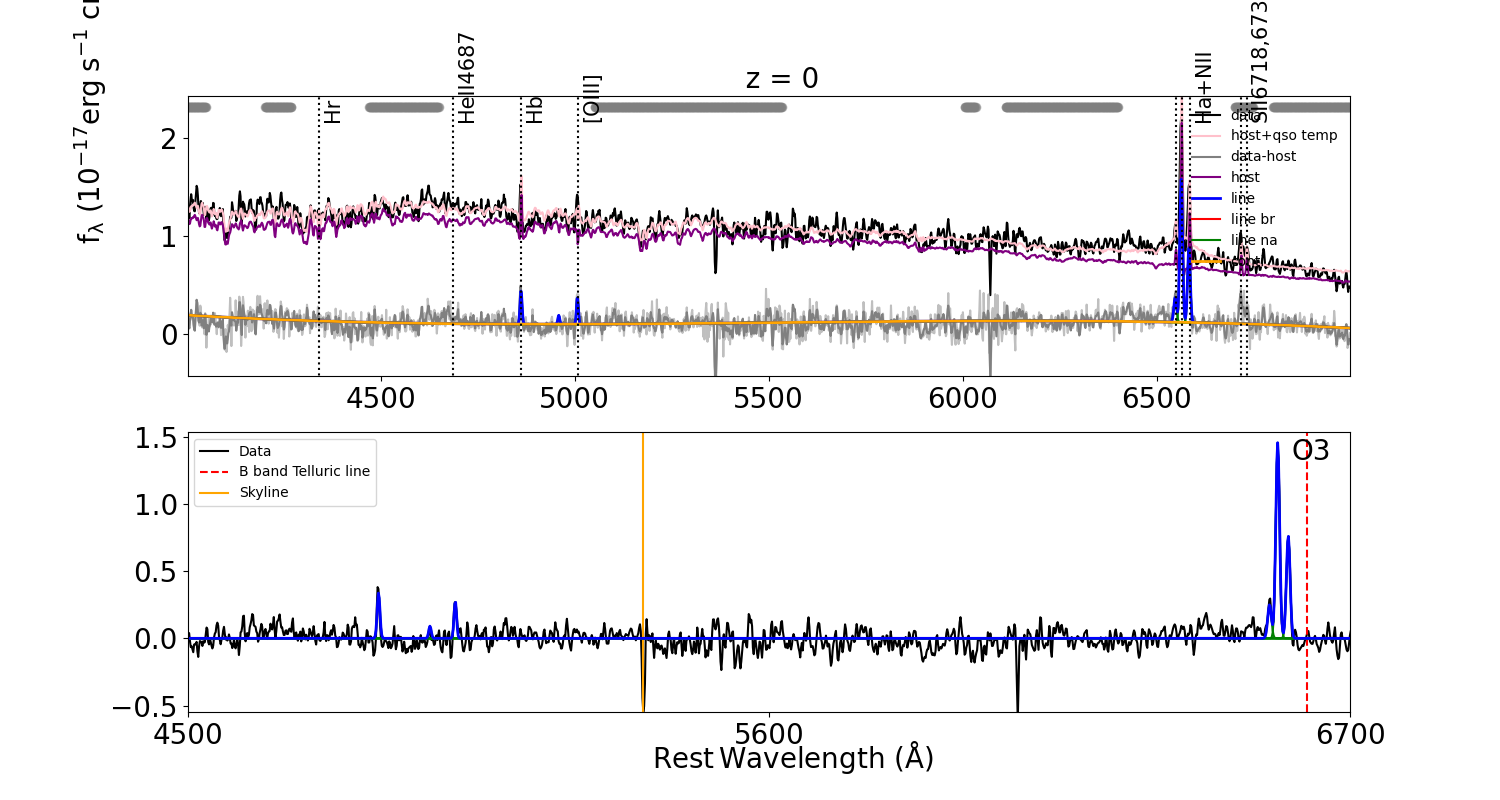 z = 0
Hr
HeII4687
Hb
[OIII]
Ha+NII
SII6718,673
data
host+qso temp
data-host
host
line
line br
line na
f_λ (10^−17 erg s^−1 c
2
1
0
4500 5000 5500 6000 6500
Data
B band Telluric line
Skyline
O3
1.5
1.0
0.5
0.0
−0.5
4500 5600 6700
Rest Wavelength (Å)